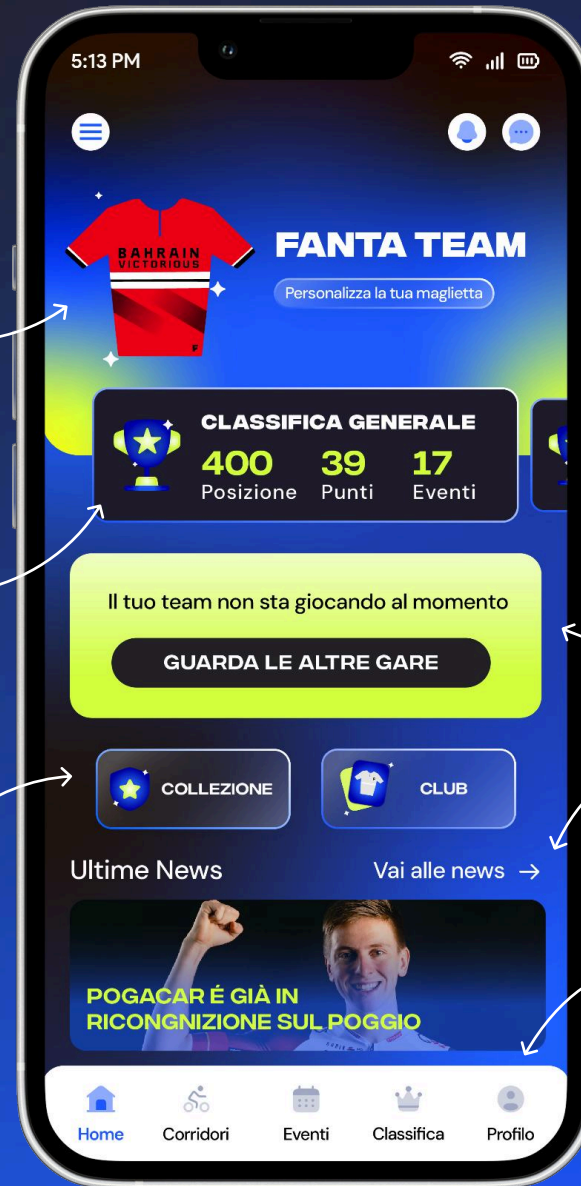 5:13 PM
BAHRAIN
VICTORIOUS
FANTA TEAM
Personalizza la tua maglietta
CLASSIFICA GENERALE
400 39 17
Posizione Punti Eventi
Il tuo team non sta giocando al momento
GUARDA LE ALTRE GARE
COLLEZIONE CLUB
Ultime News Vai alle news →
POGACAR É GIÀ IN
RICONGNIZIONE SUL POGGIO
Home Corridori Eventi Classifica Profilo